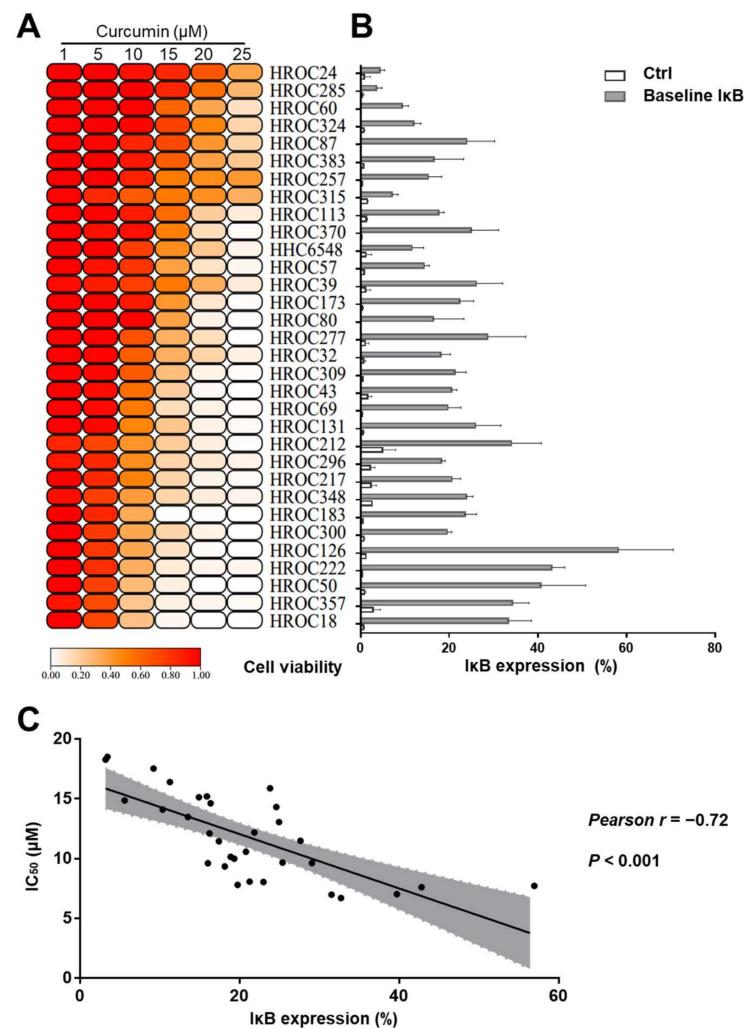 A
Curcumin (µM)
1 5 10 15 20 25
HROC24
HROC285
HROC60
HROC324
HROC87
HROC383
HROC257
HROC315
HROC113
HROC370
HHC6548
HROC57
HROC39
HROC173
HROC80
HROC277
HROC32
HROC309
HROC43
HROC69
HROC131
HROC212
HROC296
HROC217
HROC348
HROC183
HROC300
HROC126
HROC222
HROC50
HROC357
HROC18
0.00 0.20 0.40 0.60 0.80 1.00
Cell viability
B
Ctrl
Baseline IκB
0 20 40 60 80
IκB expression (%)
C
20
15
10
5
0
IC₅₀ (µM)
0 20 40 60
IκB expression (%)
Pearson r = −0.72
P < 0.001